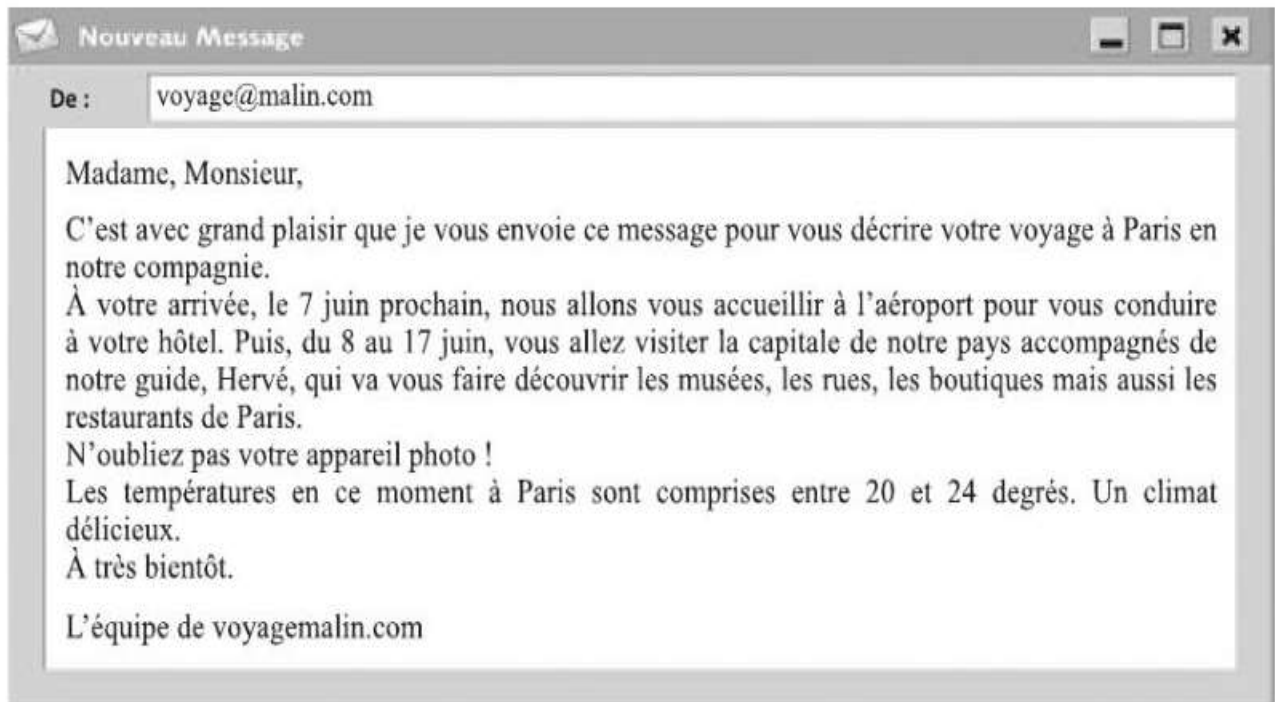 Nouveau Message
De : voyage@malin.com
Madame, Monsieur,
C'est avec grand plaisir que je vous envoie ce message pour vous décrire votre voyage à Paris en
notre compagnie.
À votre arrivée, le 7 juin prochain, nous allons vous accueillir à l'aéroport pour vous conduire
à votre hôtel. Puis, du 8 au 17 juin, vous allez visiter la capitale de notre pays accompagnés de
notre guide, Hervé, qui va vous faire découvrir les musées, les rues, les boutiques mais aussi les
restaurants de Paris.
N'oubliez pas votre appareil photo !
Les températures en ce moment à Paris sont comprises entre 20 et 24 degrés. Un climat
délicieux.
À très bientôt.
L'équipe de voyagemalin.com